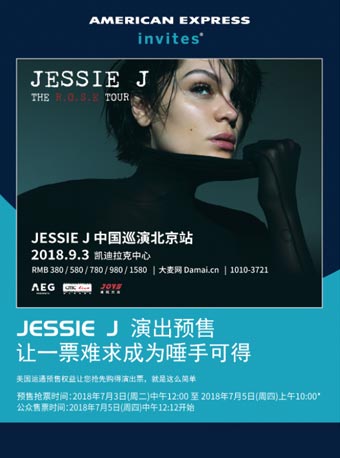 AMERICAN EXPRESS
invites*
JESSIE J
THE R.O.S.E TOUR
JESSIE J 中国巡演北京站
2018.9.3 凯迪拉克中心
RMB 380 / 580 / 780 / 980 / 1580 | 大麦网 Damai.cn | 1010-3721
AEG
PRESENTS
JOYS
JESSIE J 演出预售
让一票难求成为唾手可得
美国运通预售权益让您抢先购得演出票，就是这么简单
预售抢票时间：2018年7月3日(周二)中午12:00 至 2018年7月5日(周四)上午10:00*
公众售票时间：2018年7月5日(周四)中午12:12开始